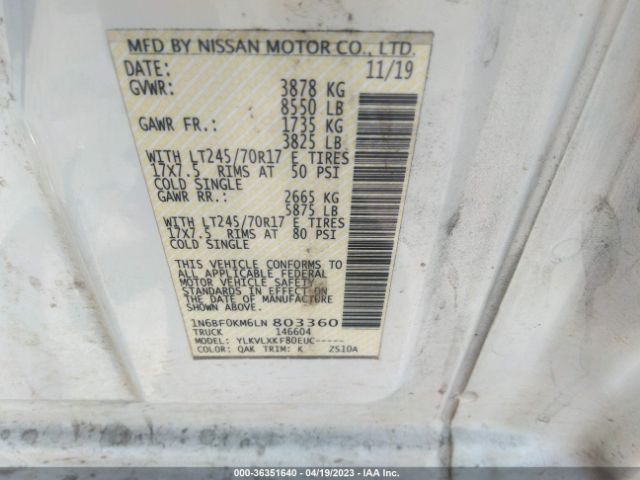 MFD BY NISSAN MOTOR CO., LTD.
DATE: 11/19
GVWR: 3878 KG
8550 LB
GAWR FR.: 1735 KG
3825 LB
WITH LT245/70R17 E TIRES
17X7.5 RIMS AT 50 PSI
COLD SINGLE
GAWR RR.: 2665 KG
5875 LB
WITH LT245/70R17 E TIRES
17X7.5 RIMS AT 80 PSI
COLD SINGLE
THIS VEHICLE CONFORMS TO
ALL APPLICABLE FEDERAL
MOTOR VEHICLE SAFETY
STANDARDS IN EFFECT ON
THE DATE OF MANUFACTURE
SHOWN ABOVE.
1N6BF0KM6LN 803360
TRUCK 146604
MODEL: YLKVLXKF80EUC-----
COLOR: QAK TRIM: K ZS10A
000-36351640 - 04/19/2023 - IAA Inc.